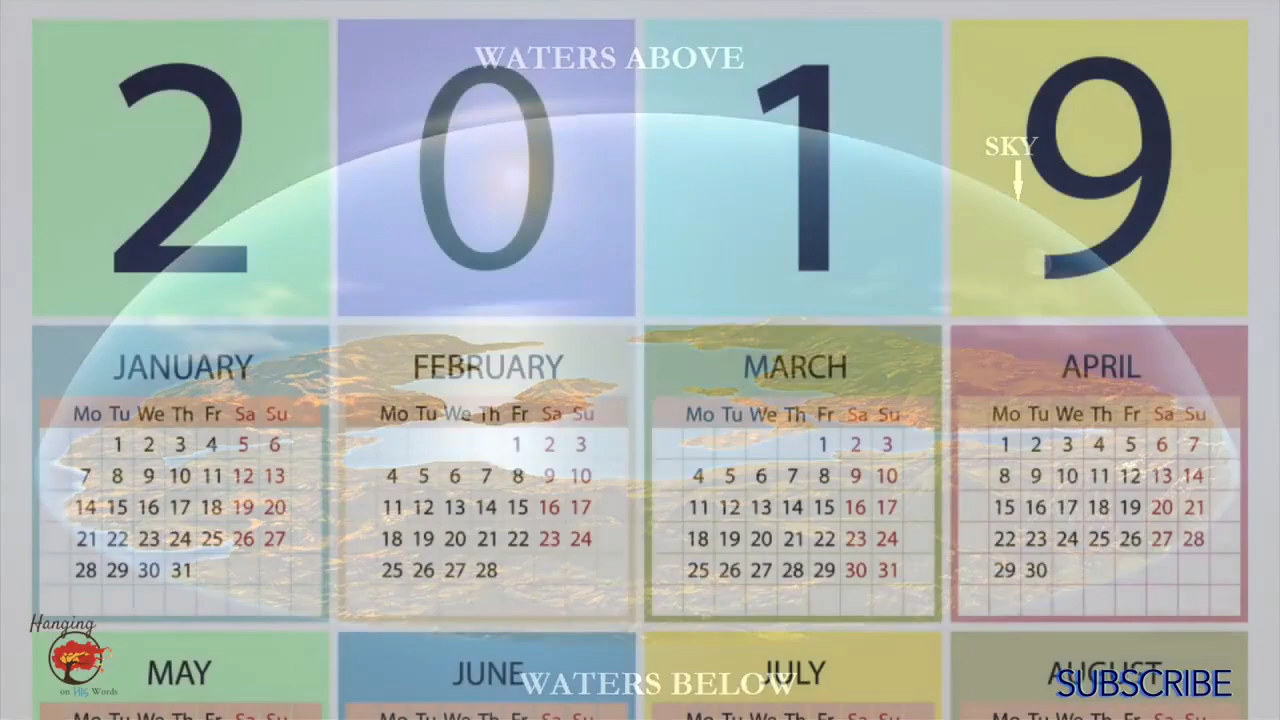 WATERS ABOVE
2 0 1 9
SKY
JANUARY FEBRUARY MARCH APRIL
Mo Tu We Th Fr Sa Su Mo Tu We Th Fr Sa Su Mo Tu We Th Fr Sa Su Mo Tu We Th Fr Sa Su
1 2 3 4 5 6 1 2 3 1 2 3 1 2 3 4 5 6 7
7 8 9 10 11 12 13 4 5 6 7 8 9 10 4 5 6 7 8 9 10 8 9 10 11 12 13 14
14 15 16 17 18 19 20 11 12 13 14 15 16 17 11 12 13 14 15 16 17 15 16 17 18 19 20 21
21 22 23 24 25 26 27 18 19 20 21 22 23 24 18 19 20 21 22 23 24 22 23 24 25 26 27 28
28 29 30 31 25 26 27 28 25 26 27 28 29 30 31 29 30
Hanging
on His Words
MAY JUNE JULY AUGUST
WATERS BELOW
SUBSCRIBE